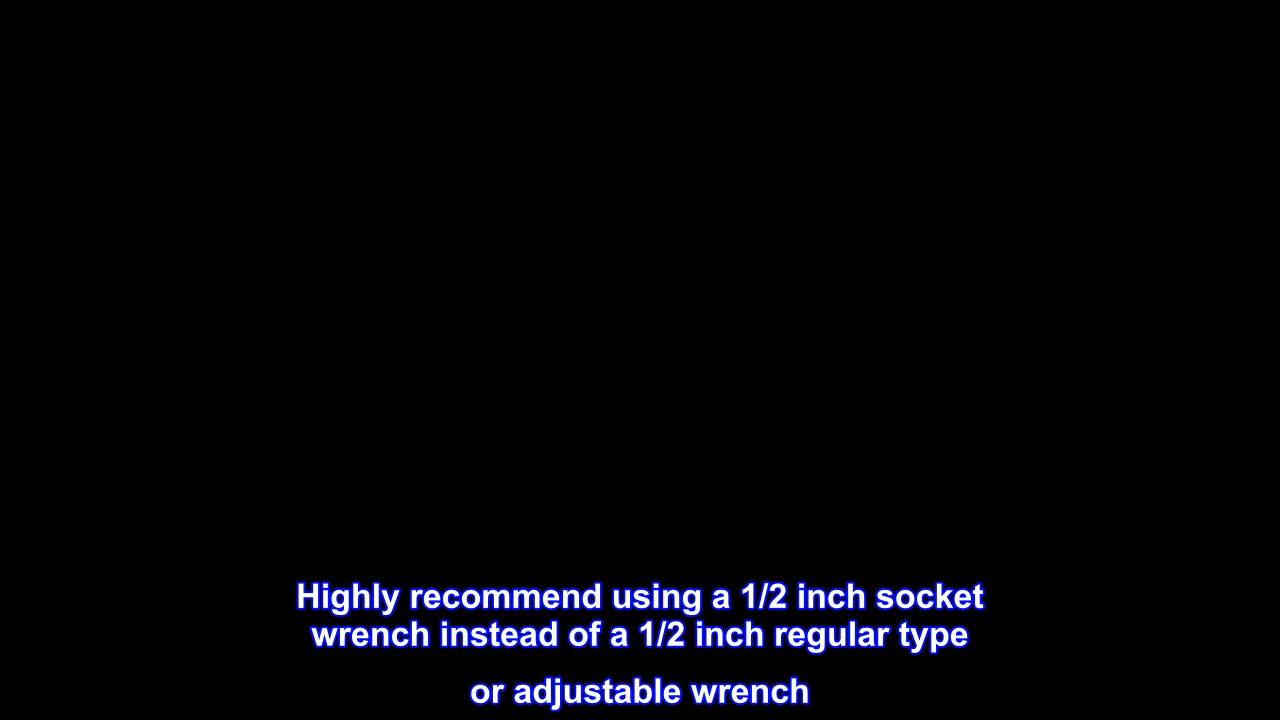 Highly recommend using a 1/2 inch socket
wrench instead of a 1/2 inch regular type
or adjustable wrench